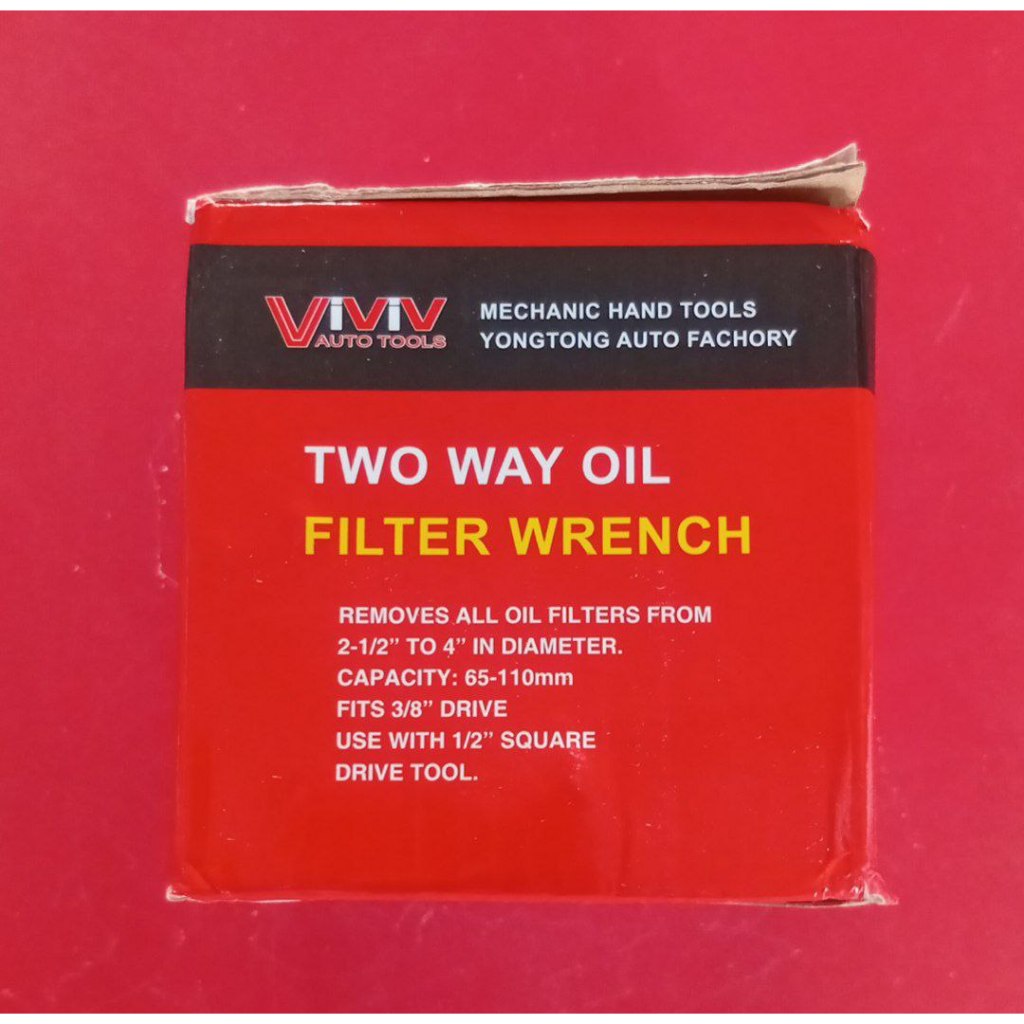 ViViV
AUTO TOOLS
MECHANIC HAND TOOLS
YONGTONG AUTO FACHORY
TWO WAY OIL
FILTER WRENCH
REMOVES ALL OIL FILTERS FROM
2-1/2” TO 4” IN DIAMETER.
CAPACITY: 65-110mm
FITS 3/8” DRIVE
USE WITH 1/2” SQUARE
DRIVE TOOL.